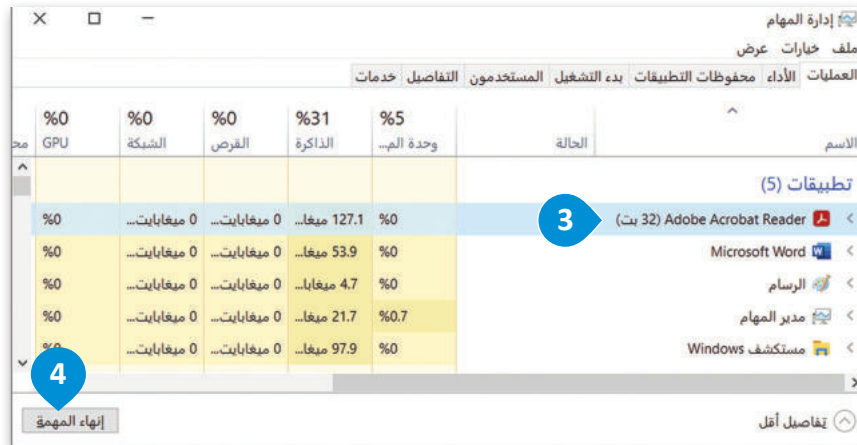 إدارة المهام
ملف خيارات عرض
العمليات الأداء محفوظات التطبيقات بدء التشغيل المستخدمون التفاصيل خدمات
%5 %31 %0 %0 %0
الاسم الحالة وحدة الم... الذاكرة القرص الشبكة GPU مح
تطبيقات (5)
Adobe Acrobat Reader (32 بت) 3 %0 127.1 ميغا... 0 ميغابايت... 0 ميغابايت... %0
Microsoft Word %0 53.9 ميغا... 0 ميغابايت... 0 ميغابايت... %0
الرسام %0 4.7 ميغابا... 0 ميغابايت... 0 ميغابايت... %0
مدير المهام %0.7 21.7 ميغا... 0 ميغابايت... 0 ميغابايت... %0
مستكشف Windows %0 97.9 ميغا... 0 ميغابايت... 0 ميغابايت... %0
4
تفاصيل أقل إنهاء المهمة